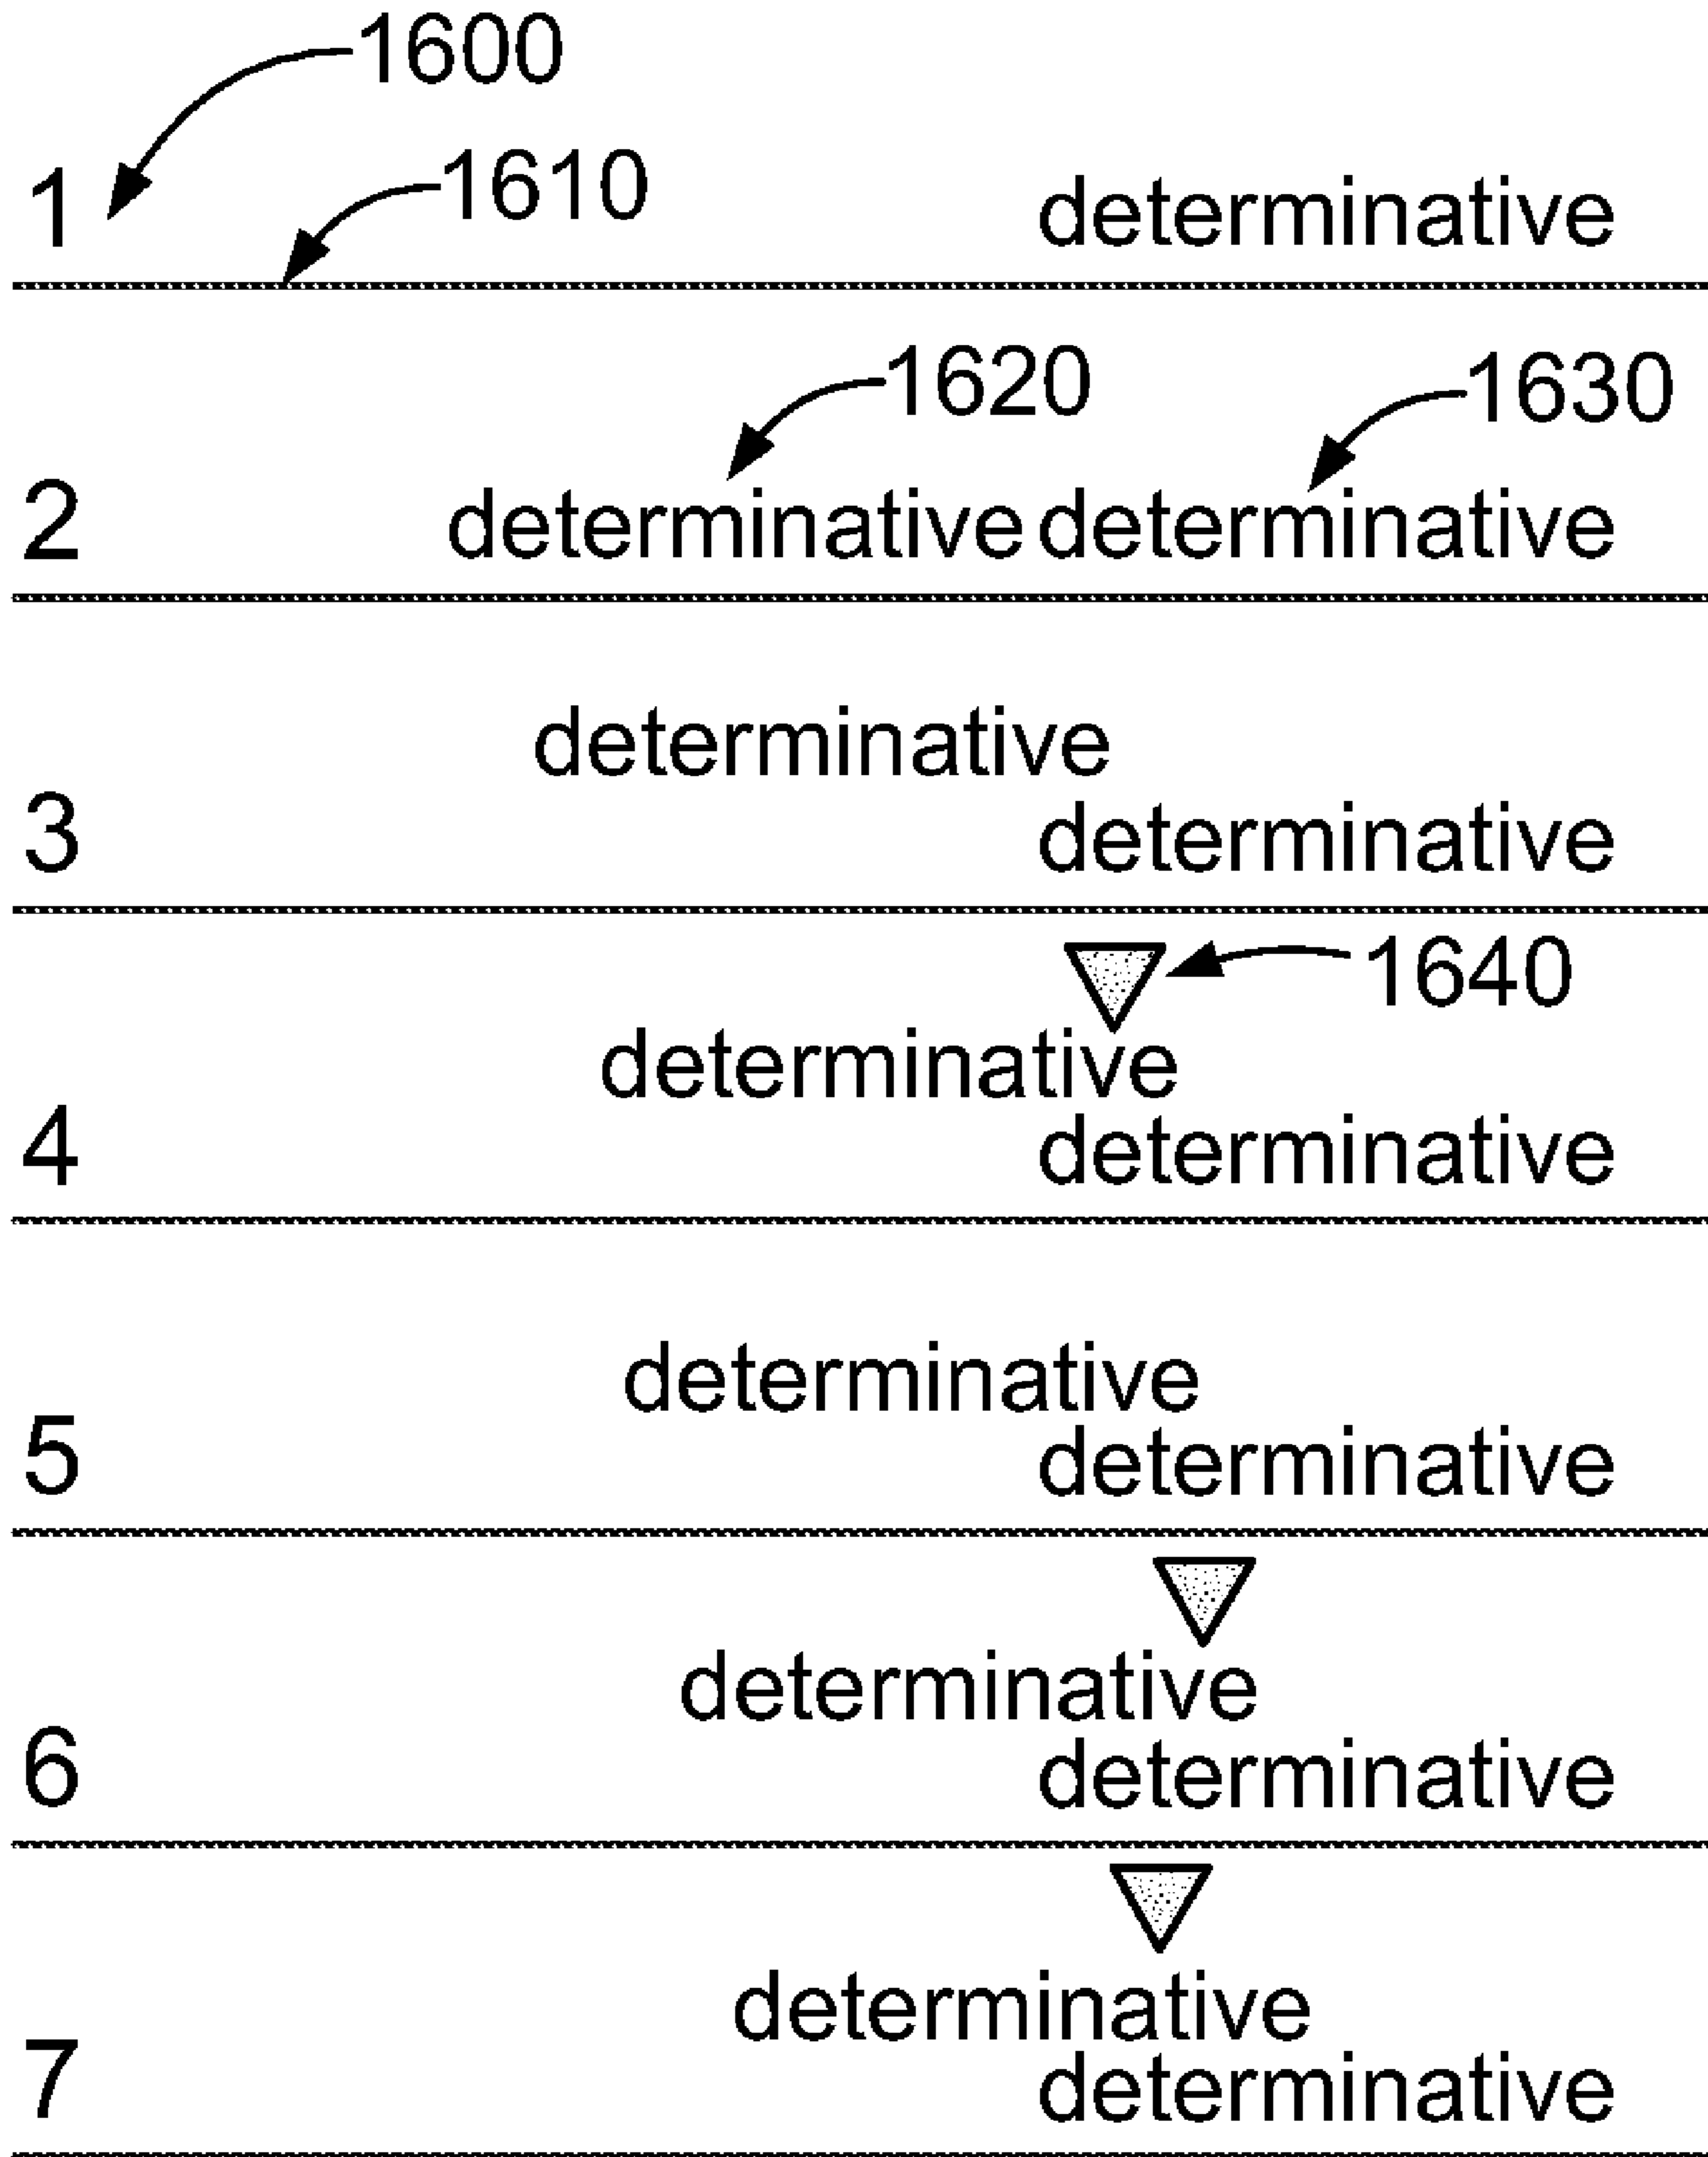 1600
1610
1 determinative
1620 1630
2 determinative determinative
determinative
3 determinative
1640
determinative
4 determinative
determinative
5 determinative
determinative
6 determinative
determinative
7 determinative